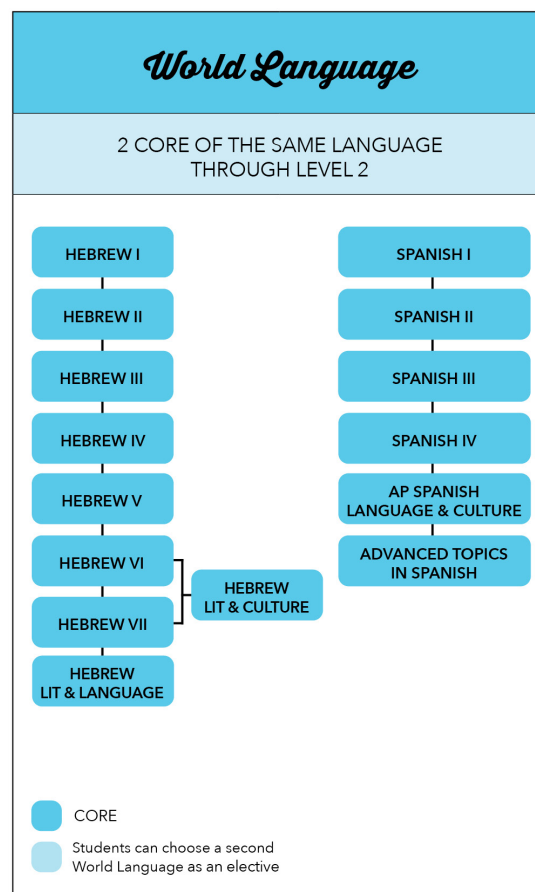 World Language
2 CORE OF THE SAME LANGUAGE
THROUGH LEVEL 2
HEBREW I
HEBREW II
HEBREW III
HEBREW IV
HEBREW V
HEBREW VI
HEBREW VII
HEBREW
LIT & LANGUAGE
HEBREW
LIT & CULTURE
SPANISH I
SPANISH II
SPANISH III
SPANISH IV
AP SPANISH
LANGUAGE & CULTURE
ADVANCED TOPICS
IN SPANISH
CORE
Students can choose a second
World Language as an elective